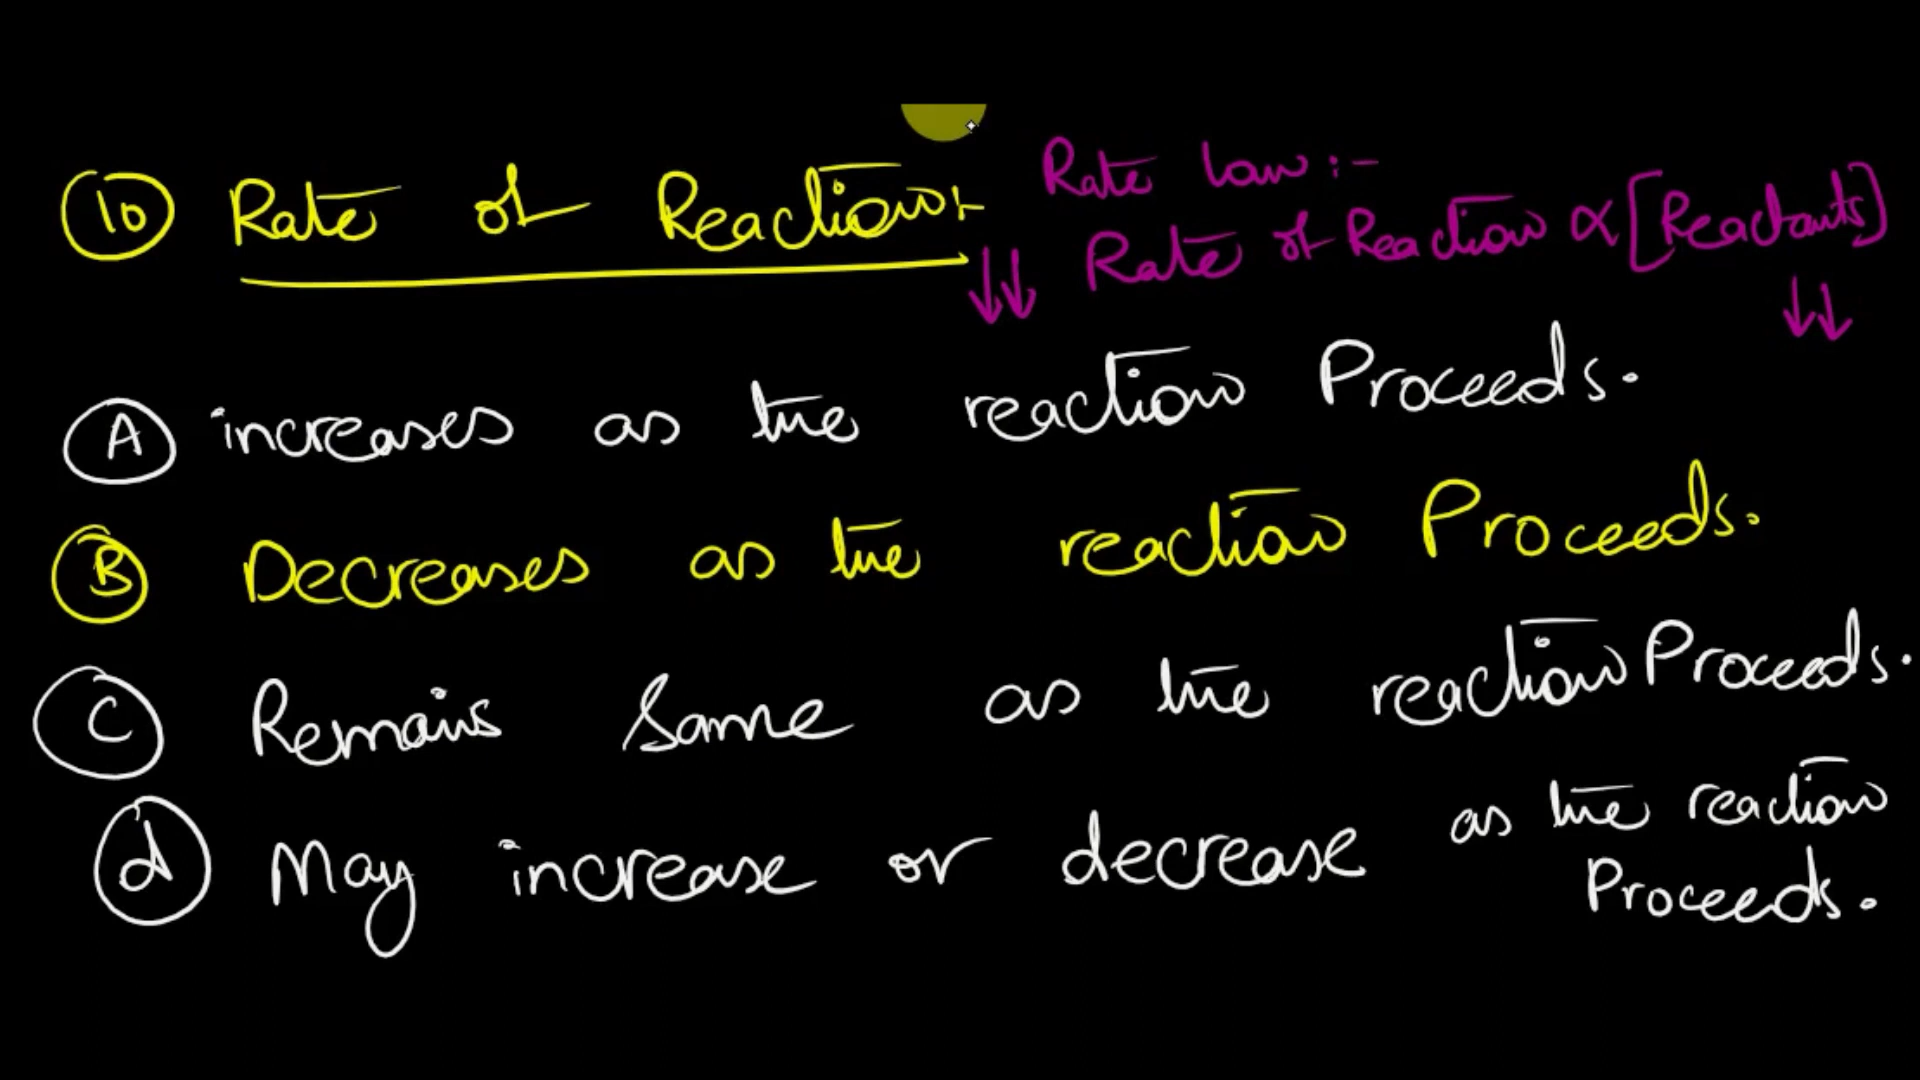 10 Rate of Reaction:-
Rate law :-
↓↓ Rate of Reaction ∝ [Reactants] ↓↓
A increases as the reaction Proceeds.
B Decreases as the reaction Proceeds.
C Remains Same as the reaction Proceeds.
d May increase or decrease as the reaction
Proceeds.